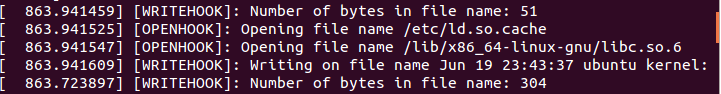 [  863.941459] [WRITEHOOK]: Number of bytes in file name: 51
[  863.941525] [OPENHOOK]: Opening file name /etc/ld.so.cache
[  863.941547] [OPENHOOK]: Opening file name /lib/x86_64-linux-gnu/libc.so.6
[  863.941609] [WRITEHOOK]: Writing on file name Jun 19 23:43:37 ubuntu kernel:
[  863.723897] [WRITEHOOK]: Number of bytes in file name: 304